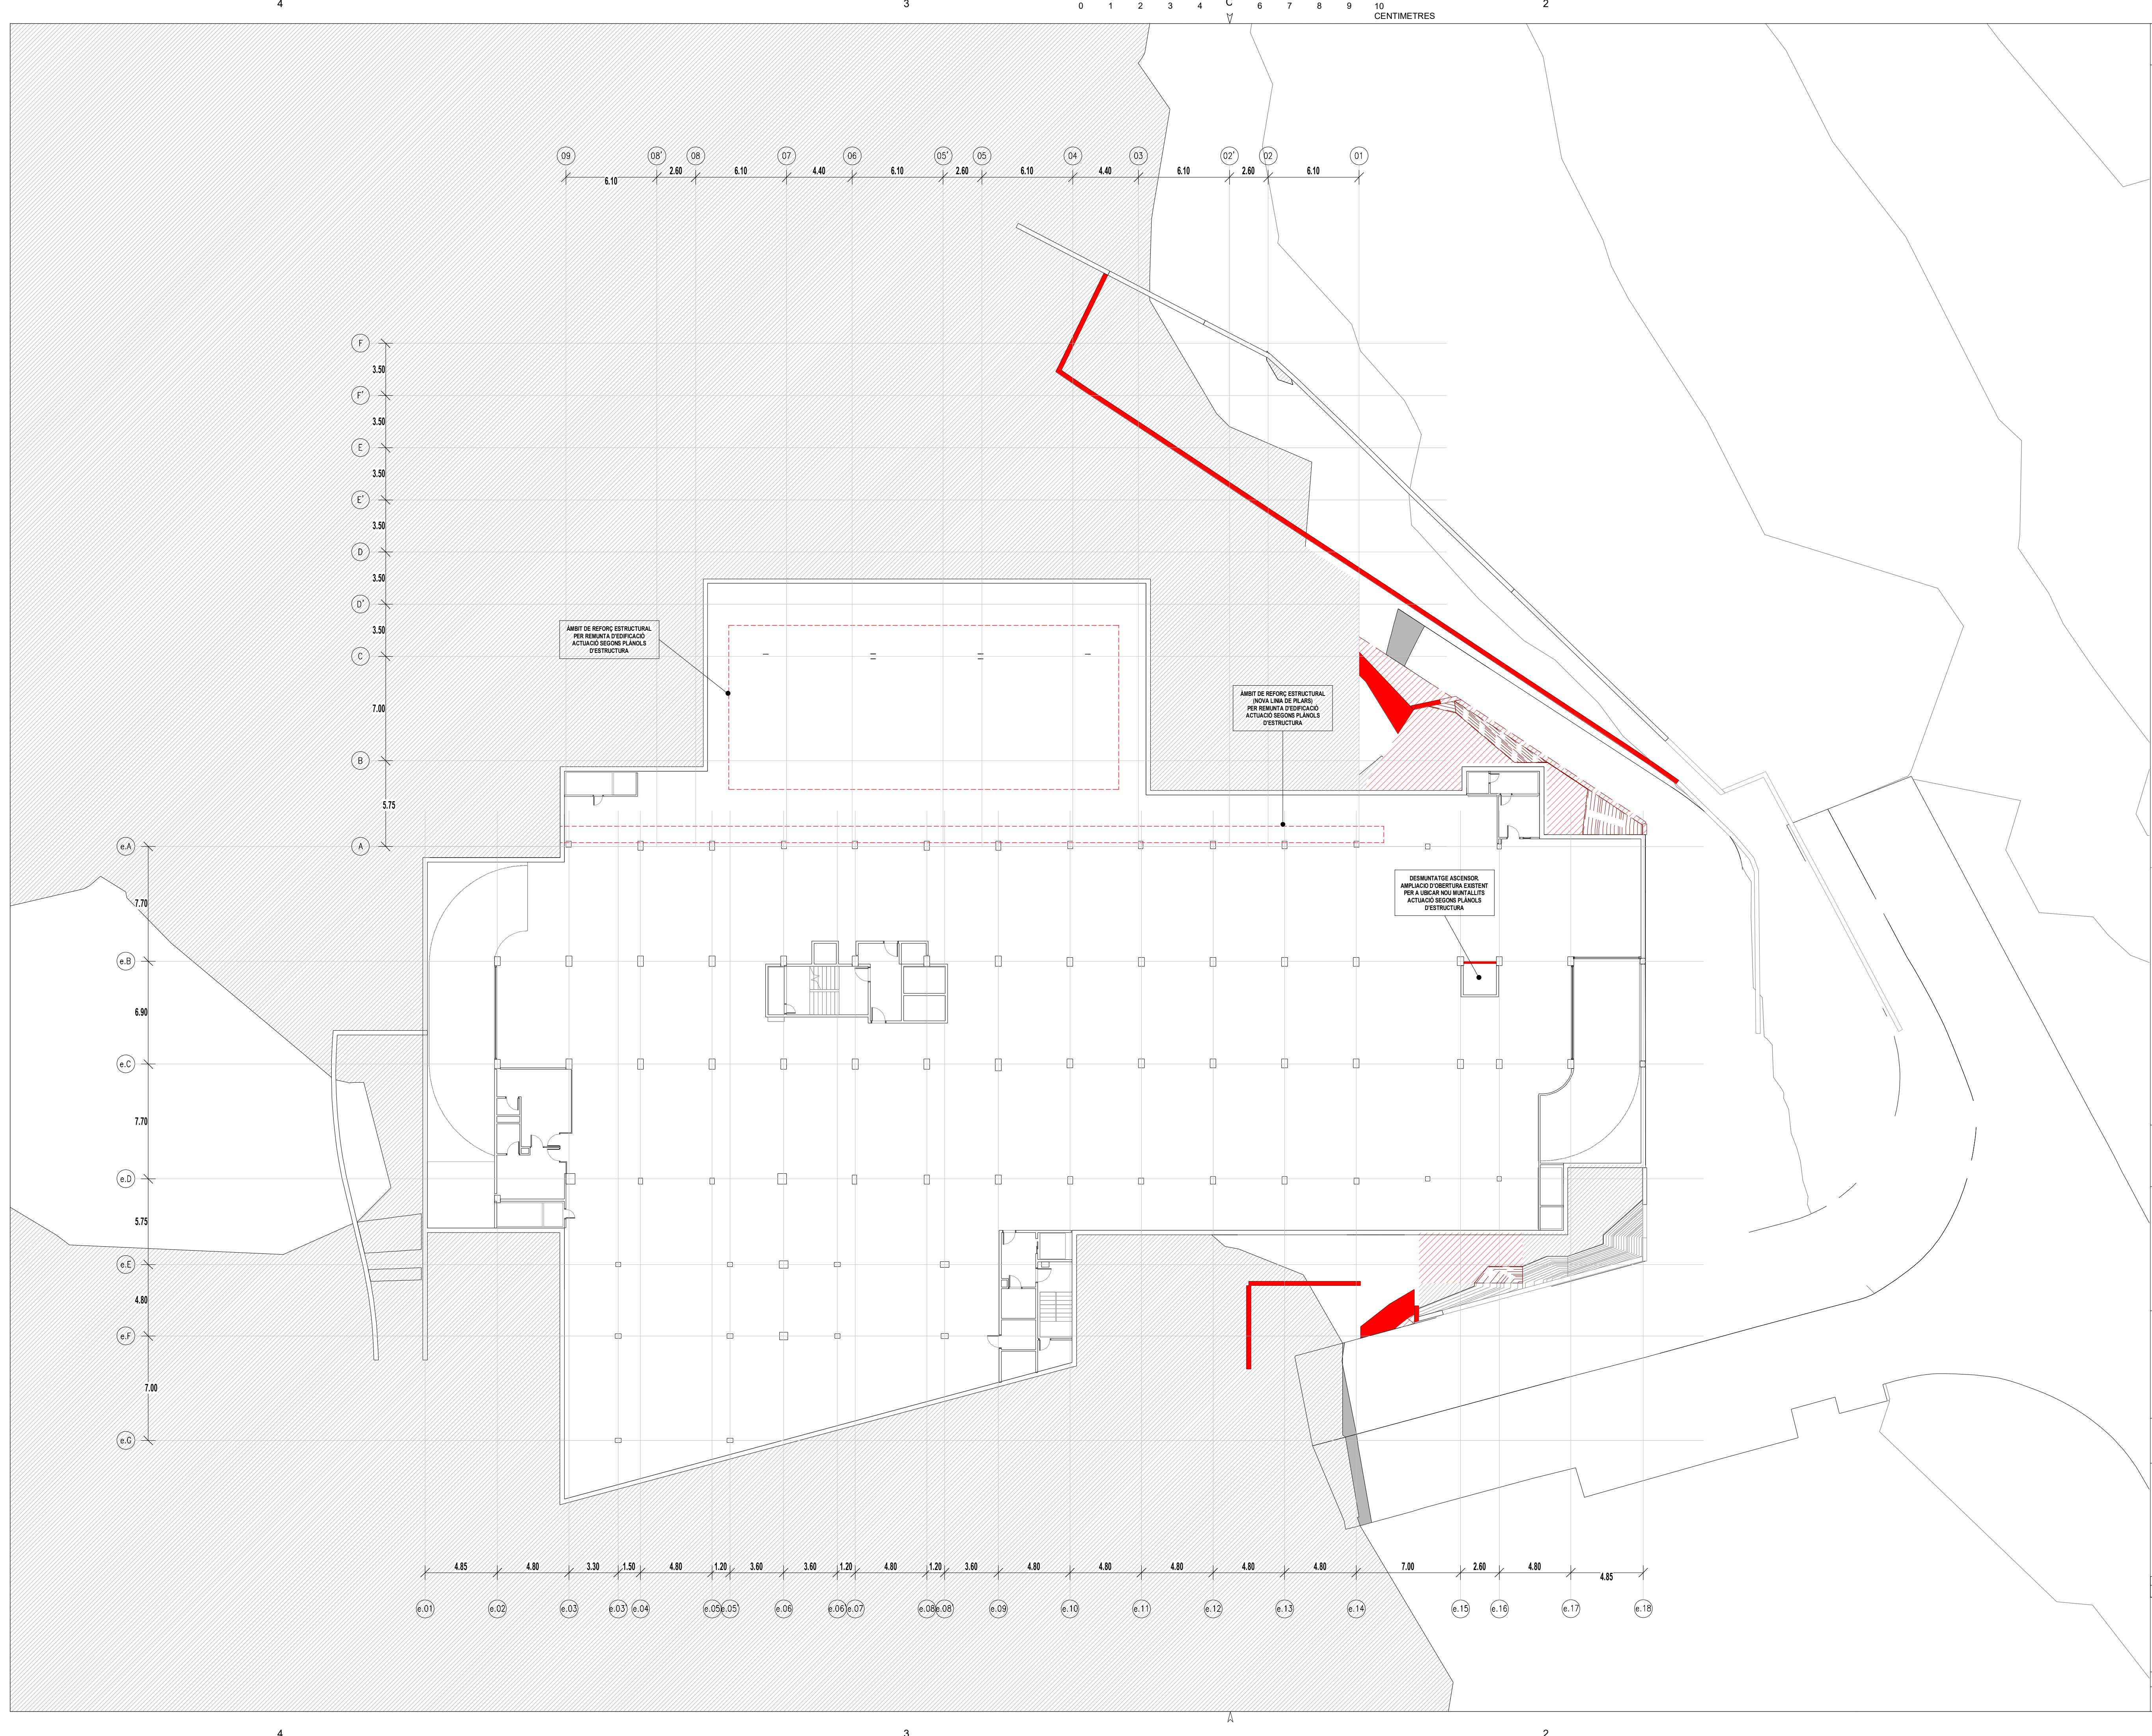 4 3 C 2
0 1 2 3 4 6 7 8 9 10
CENTIMETRES
09 08' 08 07 06 05' 05 04 03 02' 02 01
6.10 2.60 6.10 4.40 6.10 2.60 6.10 4.40 6.10 2.60 6.10
F
3.50
F'
3.50
E
3.50
E'
3.50
D
3.50
D'
3.50
C
7.00
B
5.75
A
ÀMBIT DE REFORÇ ESTRUCTURAL
PER REMUNTA D'EDIFICACIÓ
ACTUACIÓ SEGONS PLÀNOLS
D'ESTRUCTURA
ÀMBIT DE REFORÇ ESTRUCTURAL
(NOVA LINIA DE PILARS)
PER REMUNTA D'EDIFICACIÓ
ACTUACIÓ SEGONS PLÀNOLS
D'ESTRUCTURA
DESMUNTATGE ASCENSOR.
AMPLIACIO D'OBERTURA EXISTENT
PER A UBICAR NOU MUNTALLITS
ACTUACIÓ SEGONS PLÀNOLS
D'ESTRUCTURA
e.A
7.70
e.B
6.90
e.C
7.70
e.D
5.75
e.E
4.80
e.F
7.00
e.G
4.85 4.80 3.30 1.50 4.80 1.20 3.60 3.60 1.20 4.80 1.20 3.60 4.80 4.80 4.80 4.80 4.80 7.00 2.60 4.80 4.85
e.01 e.02 e.03 e.03' e.04 e.05 e.05' e.06 e.06' e.07 e.08 e.08' e.09 e.10 e.11 e.12 e.13 e.14 e.15 e.16 e.17 e.18
4 3 2